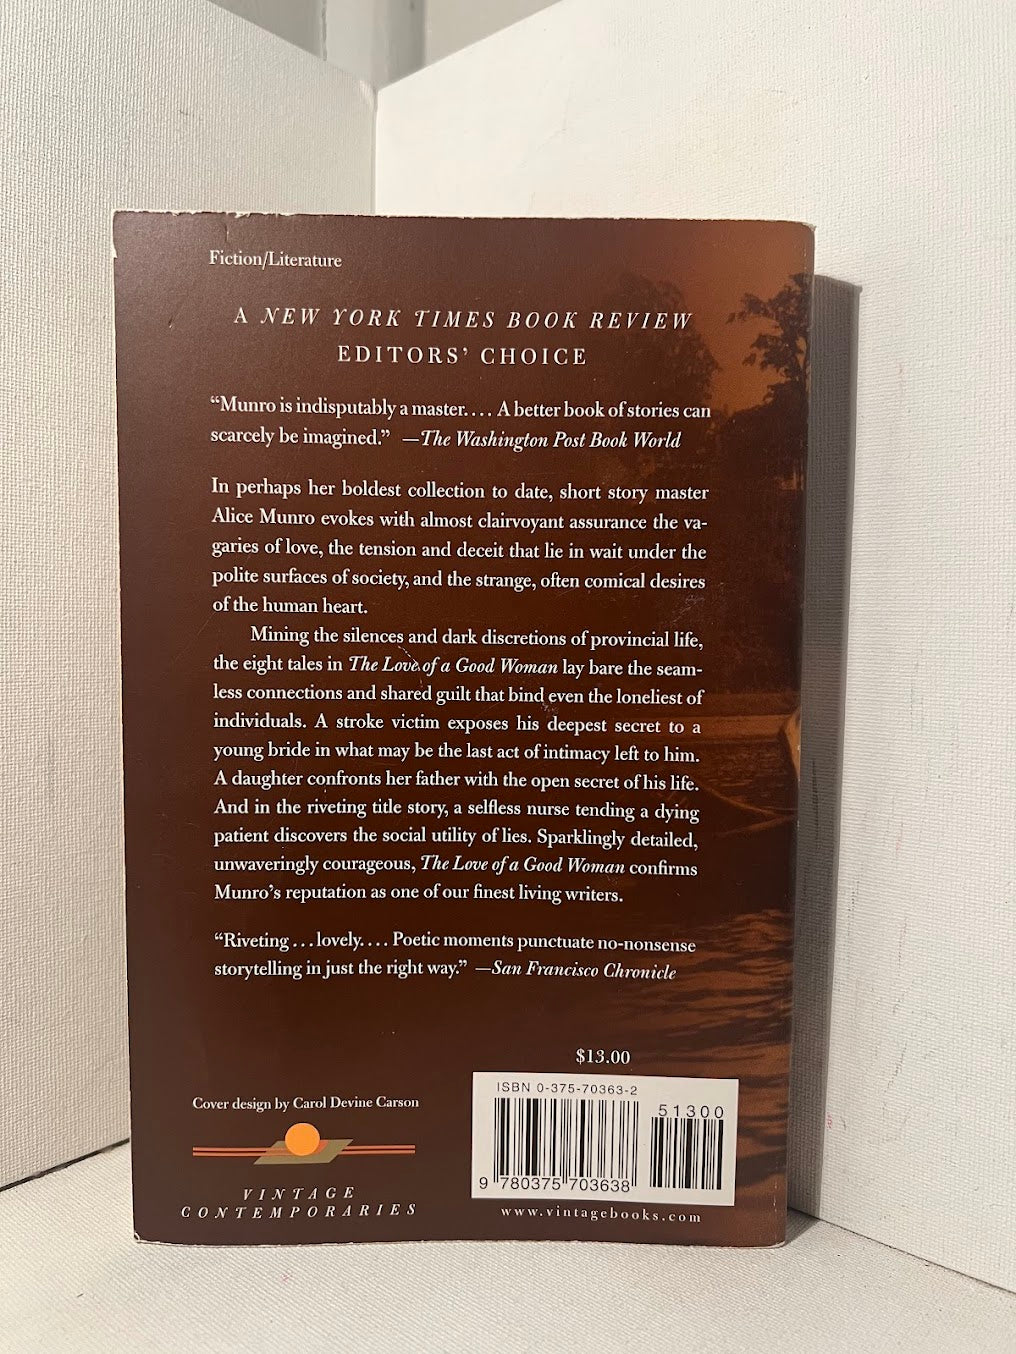 Fiction/Literature
A NEW YORK TIMES BOOK REVIEW
EDITORS' CHOICE
“Munro is indisputably a master.... A better book of stories can
scarcely be imagined.” —The Washington Post Book World
In perhaps her boldest collection to date, short story master
Alice Munro evokes with almost clairvoyant assurance the va-
garies of love, the tension and deceit that lie in wait under the
polite surfaces of society, and the strange, often comical desires
of the human heart.
Mining the silences and dark discretions of provincial life,
the eight tales in The Love of a Good Woman lay bare the seam-
less connections and shared guilt that bind even the loneliest of
individuals. A stroke victim exposes his deepest secret to a
young bride in what may be the last act of intimacy left to him.
A daughter confronts her father with the open secret of his life.
And in the riveting title story, a selfless nurse tending a dying
patient discovers the social utility of lies. Sparklingly detailed,
unwaveringly courageous, The Love of a Good Woman confirms
Munro's reputation as one of our finest living writers.
“Riveting ... lovely.... Poetic moments punctuate no-nonsense
storytelling in just the right way.” —San Francisco Chronicle
$13.00
ISBN 0-375-70363-2
51300
9 780375 703638
www.vintagebooks.com
Cover design by Carol Devine Carson
VINTAGE
CONTEMPORARIES